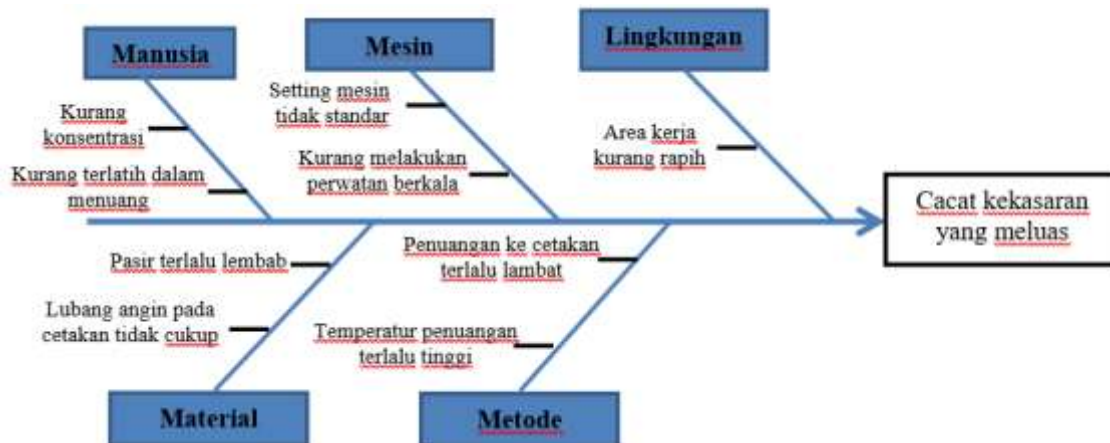 Manusia
Mesin
Lingkungan
Kurang
konsentrasi
Kurang terlatih dalam
menuang
Setting mesin
tidak standar
Kurang melakukan
perwatan berkala
Area kerja
kurang rapih
Cacat kekasaran
yang meluas
Pasir terlalu lembab
Lubang angin pada
cetakan tidak cukup
Penuangan ke cetakan
terlalu lambat
Temperatur penuangan
terlalu tinggi
Material
Metode